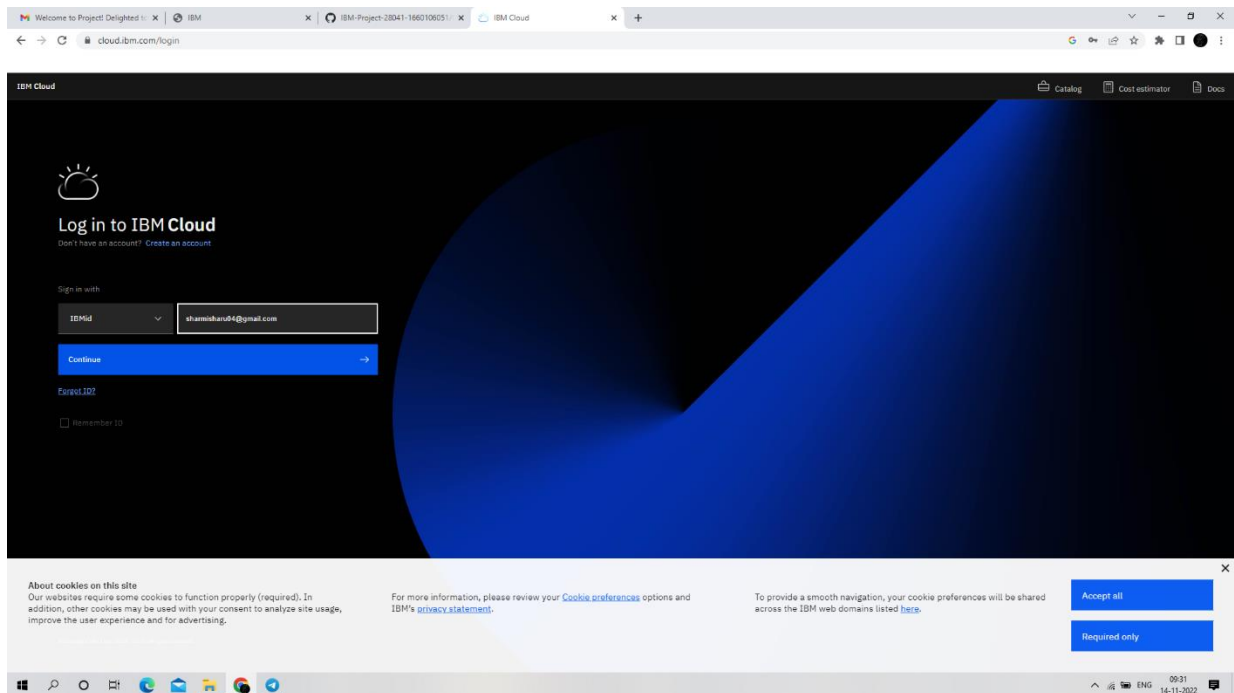 Welcome to Project! Delighted to
IBM
IBM-Project-28041-1660106051/
IBM Cloud
cloud.ibm.com/login
IBM Cloud
Catalog
Cost estimator
Docs
Log in to IBM Cloud
Don't have an account? Create an account
Sign in with
IBMid
sharmisharu04@gmail.com
Continue
Forgot ID?
Remember ID
About cookies on this site
Our websites require some cookies to function properly (required). In
addition, other cookies may be used with your consent to analyze site usage,
improve the user experience and for advertising.
For more information, please review your Cookie preferences options and
IBM's privacy statement.
To provide a smooth navigation, your cookie preferences will be shared
across the IBM web domains listed here.
Accept all
Required only
ENG
09:31
14-11-2022